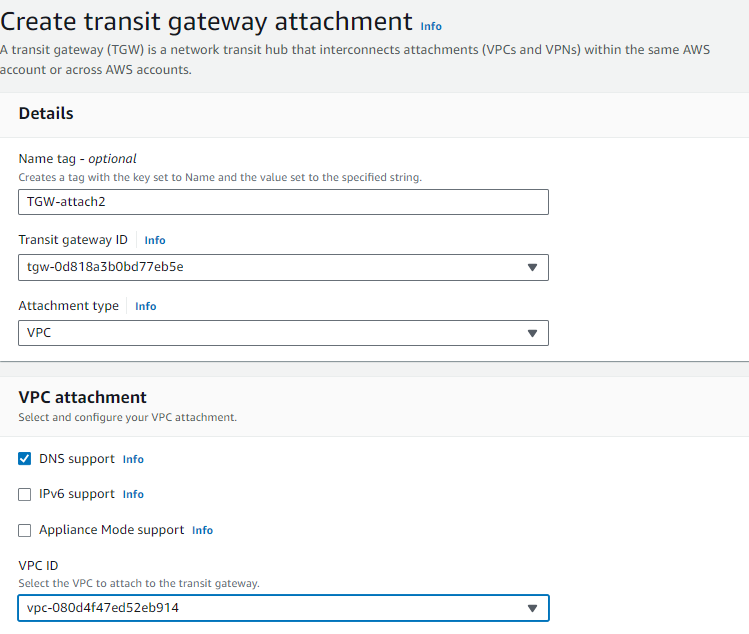 Create transit gateway attachment Info
A transit gateway (TGW) is a network transit hub that interconnects attachments (VPCs and VPNs) within the same AWS
account or across AWS accounts.
Details
Name tag - optional
Creates a tag with the key set to Name and the value set to the specified string.
TGW-attach2
Transit gateway ID Info
tgw-0d818a3b0bd77eb5e
Attachment type Info
VPC
VPC attachment
Select and configure your VPC attachment.
DNS support Info
IPv6 support Info
Appliance Mode support Info
VPC ID
Select the VPC to attach to the transit gateway.
vpc-080d4f47ed52eb914